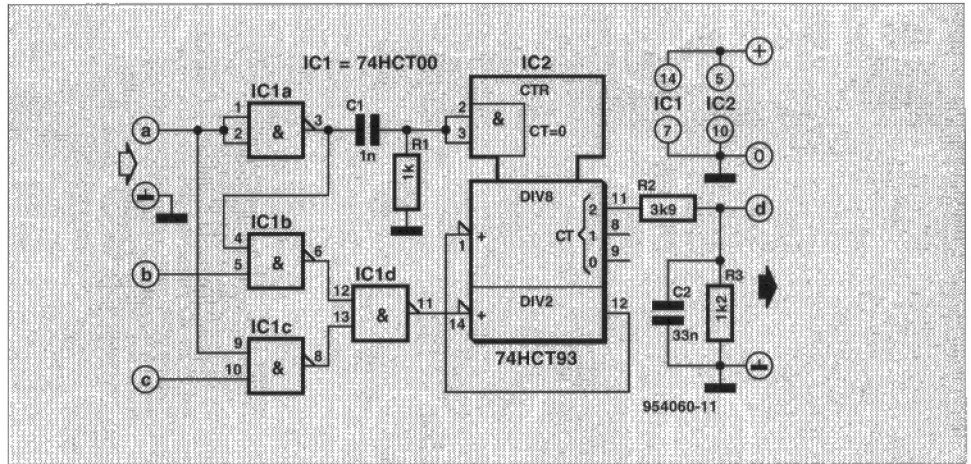 IC1 = 74HCT00
IC1a
1
2
&
3
a
C1
1n
R1
1k
IC2
CTR
2
3
&
CT=0
DIV8
CT
2
1
0
11
8
9
1
+
DIV2
14
+
12
74HCT93
R2
3k9
14
5
+
IC1
IC2
7
10
0
d
C2
33n
R3
1k2
IC1b
4
5
&
6
b
IC1d
12
13
&
11
IC1c
9
10
&
8
c
954060-11